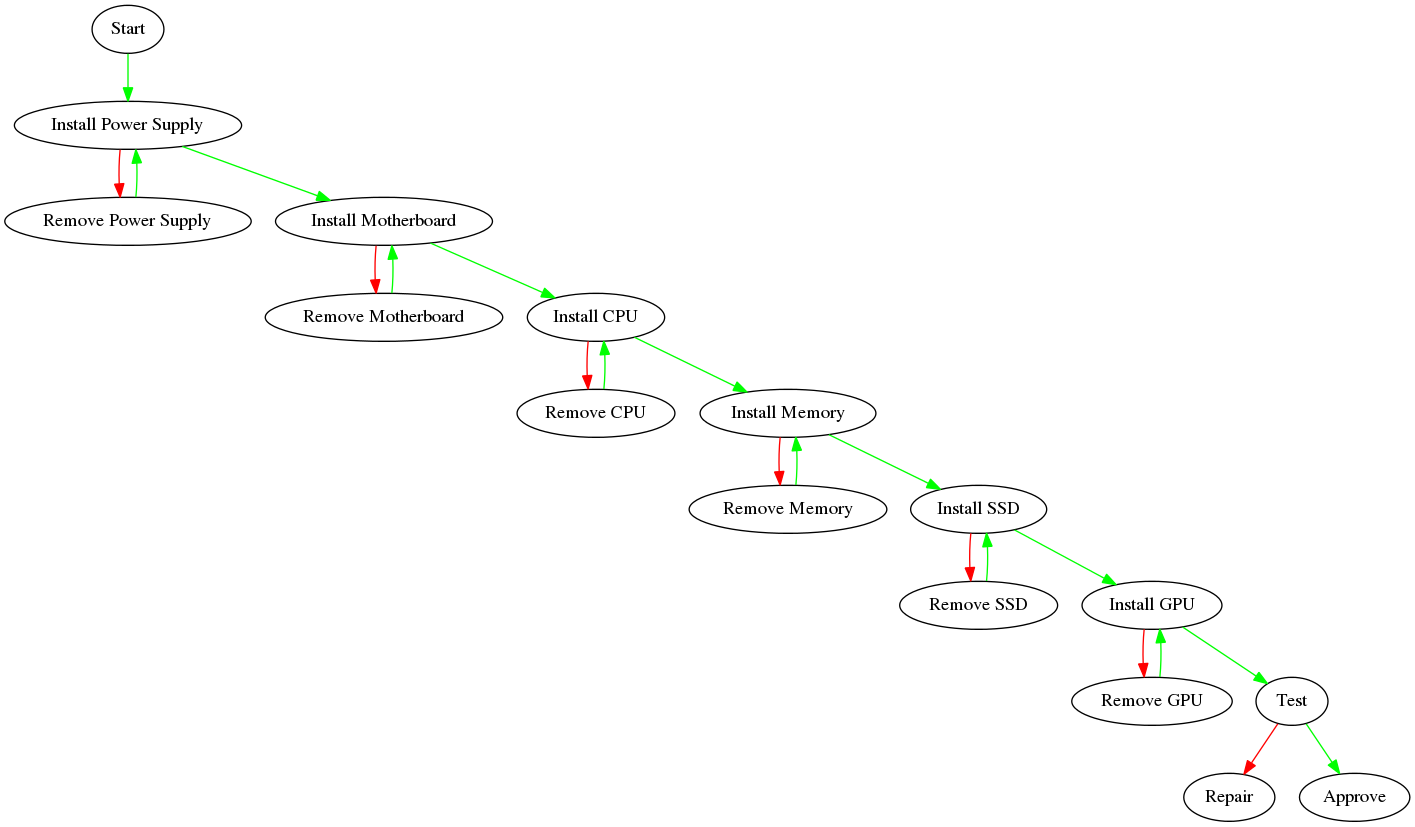 Start
Install Power Supply
Remove Power Supply
Install Motherboard
Remove Motherboard
Install CPU
Remove CPU
Install Memory
Remove Memory
Install SSD
Remove SSD
Install GPU
Remove GPU
Test
Repair
Approve